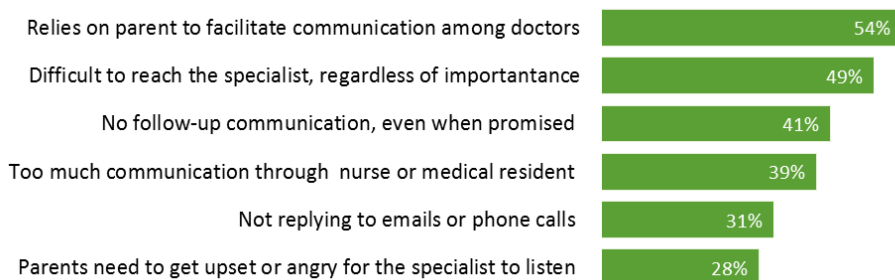 Relies on parent to facilitate communication among doctors 54%
Difficult to reach the specialist, regardless of importantance 49%
No follow-up communication, even when promised 41%
Too much communication through nurse or medical resident 39%
Not replying to emails or phone calls 31%
Parents need to get upset or angry for the specialist to listen 28%